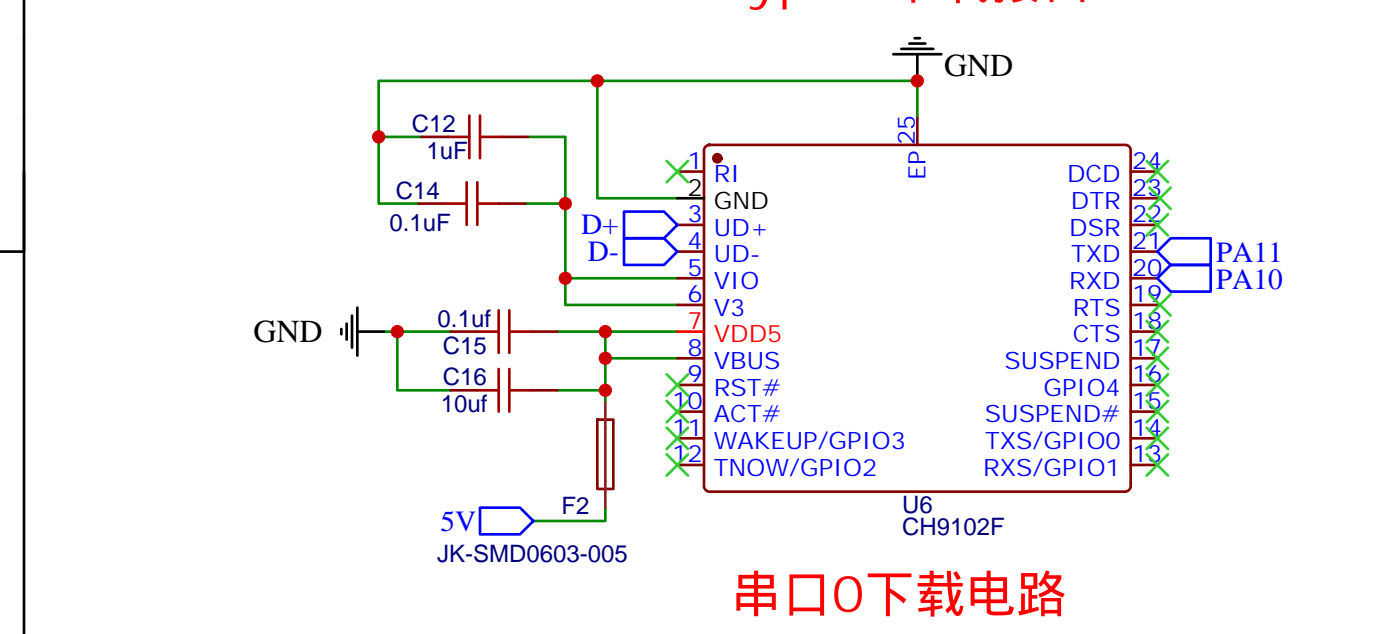 GND
C12
1uF
C14
0.1uF
D+
D-
GND
0.1uf
C15
C16
10uf
5V
F2
JK-SMD0603-005
25
EP
1 RI
2 GND
3 UD+
4 UD-
5 VIO
6 V3
7 VDD5
8 VBUS
9 RST#
10 ACT#
11 WAKEUP/GPIO3
12 TNOW/GPIO2
DCD 24
DTR 23
DSR 22
TXD 21 PA11
RXD 20 PA10
RTS 19
CTS 18
SUSPEND 17
GPIO4 16
SUSPEND# 15
TXS/GPIO0 14
RXS/GPIO1 13
U6
CH9102F
串口0下载电路